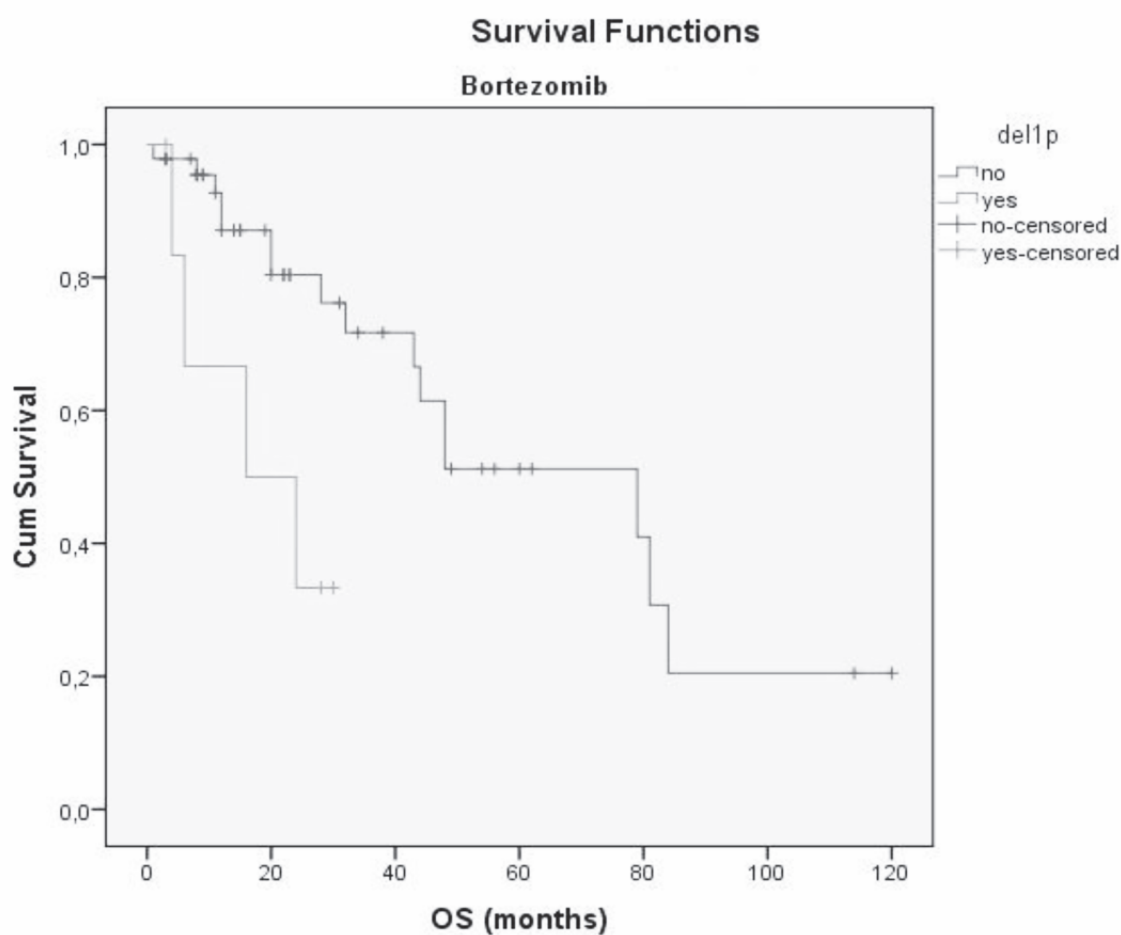 Survival Functions
Bortezomib
del1p
no
yes
no-censored
yes-censored
Cum Survival
1,0
0,8
0,6
0,4
0,2
0,0
0 20 40 60 80 100 120
OS (months)